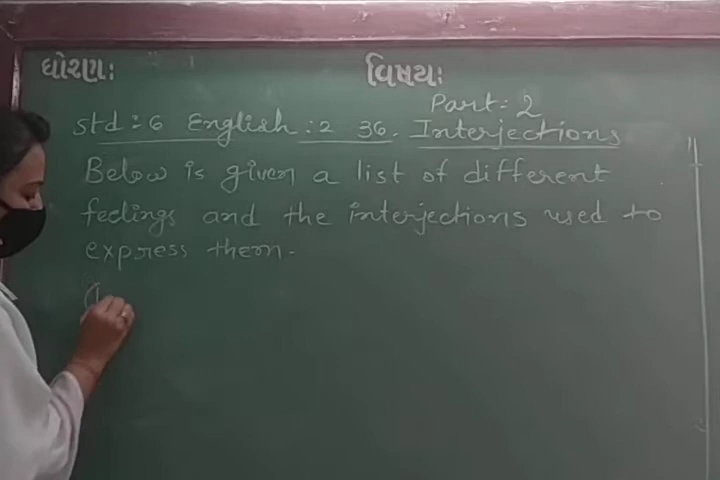 ધોરણ: વિષય:
Part: 2
Std: 6 English: 2 36. Interjections
Below is given a list of different
feelings and the interjections used to
express them.
(1